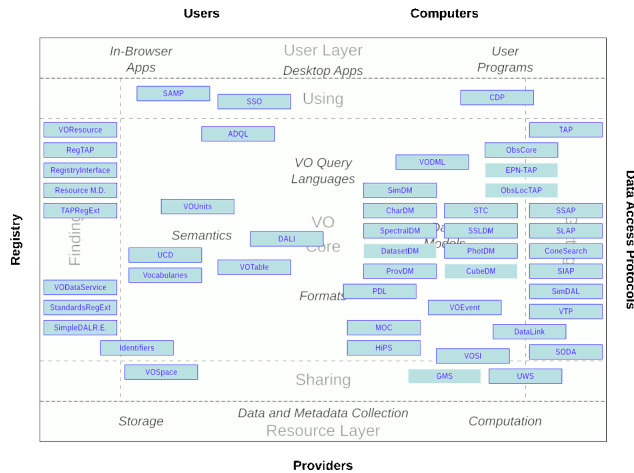 Users
Computers
User Layer
In-Browser
Apps
Desktop Apps
User
Programs
SAMP
SSO
Using
CDP
VOResource
RegTAP
RegistryInterface
Resource M.D.
TAPRegExt
ADQL
VO Query
Languages
VODML
TAP
ObsCore
EPN-TAP
ObsLocTAP
SimDM
VOUnits
CharDM
STC
SSAP
Finding
Semantics
VO
Core
DALI
SpectralDM
SSLDM
SLAP
Models
UCD
Vocabularies
VOTable
DatasetDM
PhotDM
ConeSearch
ProvDM
CubeDM
SIAP
VODataService
StandardsRegExt
SimpleDALR.E.
Identifiers
Formats
PDL
SimDAL
VOEvent
VTP
MOC
DataLink
HiPS
VOSI
SODA
VOSpace
Sharing
GMS
UWS
Storage
Data and Metadata Collection
Computation
Resource Layer
Registry
Data Access Protocols
Providers